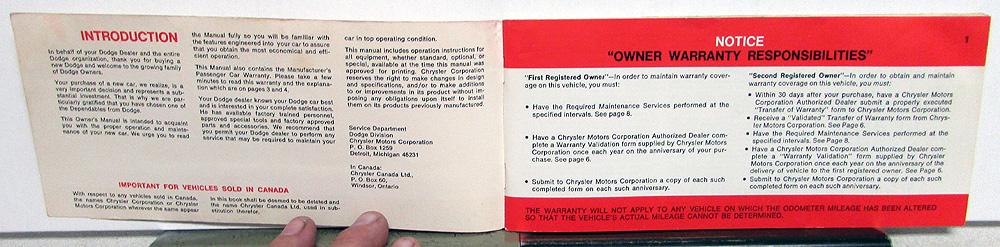 INTRODUCTION
In behalf of your Dodge Dealer and the entire
Dodge organization, thank you for buying a
new Dodge and welcome to the growing family
of Dodge Owners.
Your purchase of a new car, we realize, is a
very important decision and represents a sub-
stantial investment. That is why we are par-
ticularly gratified that you have chosen one of
the Dependables from Dodge.
This Owner's Manual is intended to acquaint
you with the proper operation and mainte-
nance of your new car. We urge you to read
the Manual fully so you will be familiar with
the features engineered into your car to assure
that you obtain the most economical and effi-
cient operation.
This Manual also contains the Manufacturer's
Passenger Car Warranty. Please take a few
minutes to read this warranty and the explana-
tion which are on pages 3 and 4.
Your Dodge dealer knows your Dodge car best
and is interested in your complete satisfaction.
He has available factory trained personnel,
approved special tools and factory approved
parts and accessories. We recommend that
you permit your Dodge dealer to perform any
service that may be required to maintain your
car in top operating condition.
This manual includes operation instructions for
all equipment, whether standard, optional, or
special, available at the time this manual was
approved for printing. Chrysler Corporation
reserves the right to make changes in design
and specifications, and/or to make additions
to or improvements in its product without im-
posing any obligations upon itself to install
them on its products previously manufactured.
Service Department
Dodge Division
Chrysler Corporation
P. O. Box 1259
Detroit, Michigan 48231
In Canada:
Chrysler Canada Ltd.,
P. O. Box 60,
Windsor, Ontario
IMPORTANT FOR VEHICLES SOLD IN CANADA
With respect to any vehicles sold in Canada,
the names Chrysler Corporation or Chrysler
Motors Corporation wherever the same appear
in this book shall be deemed to be deleted and
the name Chrysler Canada Ltd., used in sub-
stitution therefor.
NOTICE
1
"OWNER WARRANTY RESPONSIBILITIES"
"First Registered Owner"—In order to maintain warranty cover-
age on this vehicle, you must:
• Have the Required Maintenance Services performed at the
specified intervals. See page 8.
• Have a Chrysler Motors Corporation Authorized Dealer com-
plete a Warranty Validation form supplied by Chrysler Motors
Corporation once each year on the anniversary of your pur-
chase. See page 6.
• Submit to Chrysler Motors Corporation a copy of each such
completed form on each such anniversary.
"Second Registered Owner"—In order to obtain and maintain
warranty coverage on this vehicle, you must:
• Within 30 days after your purchase, have a Chrysler Motors
Corporation Authorized Dealer submit a properly executed
"Transfer of Warranty" form to Chrysler Motors Corporation.
• Receive a "Validated" Transfer of Warranty form from Chrys-
ler Motors Corporation. See Page 6.
• Have the Required Maintenance Services performed at the
specified intervals. See Page 8.
• Have a Chrysler Motors Corporation Authorized Dealer com-
plete a "Warranty Validation" form supplied by Chrysler
Motors Corporation once each year on the anniversary of the
delivery of vehicle to the first registered owner. See Page 6.
• Submit to Chrysler Motors Corporation a copy of each such
completed form on each such anniversary.
THE WARRANTY WILL NOT APPLY TO ANY VEHICLE ON WHICH THE ODOMETER MILEAGE HAS BEEN ALTERED
SO THAT THE VEHICLE'S ACTUAL MILEAGE CANNOT BE DETERMINED.